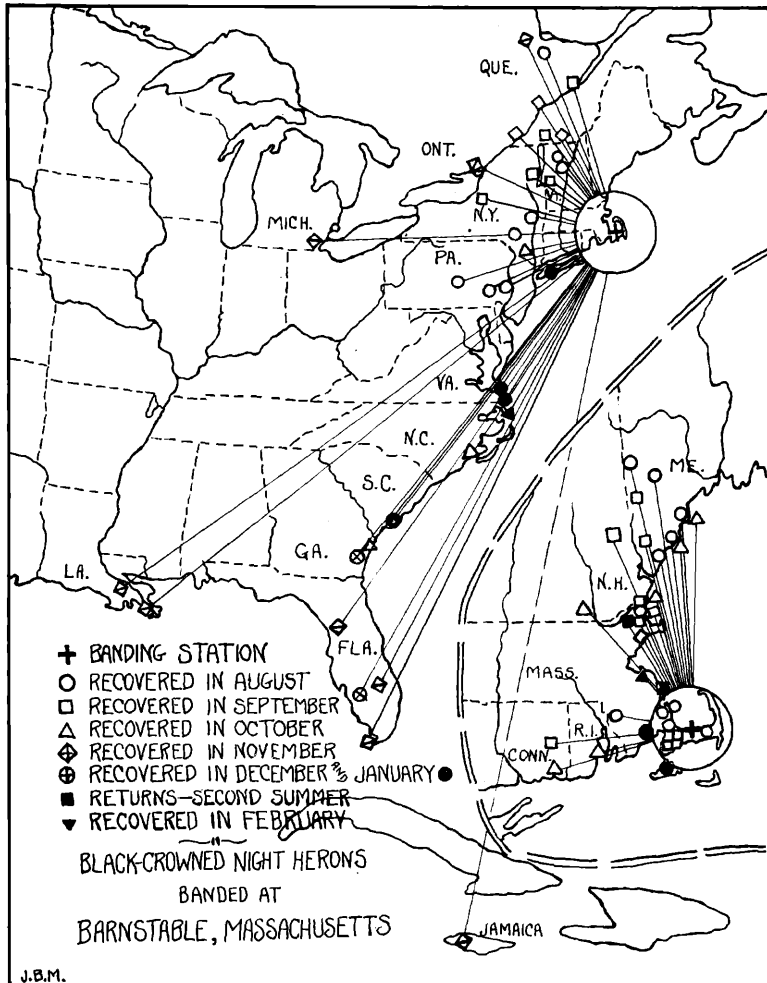 QUE.
ONT.
MICH.
N.Y.
VT.
PA.
VA.
N.C.
S.C.
GA.
LA.
FLA.
ME.
N.H.
MASS.
R.I.
CONN.
BANDING STATION
RECOVERED IN AUGUST
RECOVERED IN SEPTEMBER
RECOVERED IN OCTOBER
RECOVERED IN NOVEMBER
RECOVERED IN DECEMBER AND JANUARY
RETURNS-SECOND SUMMER
RECOVERED IN FEBRUARY
BLACK-CROWNED NIGHT HERONS
BANDED AT
BARNSTABLE, MASSACHUSETTS
JAMAICA
J.B.M.